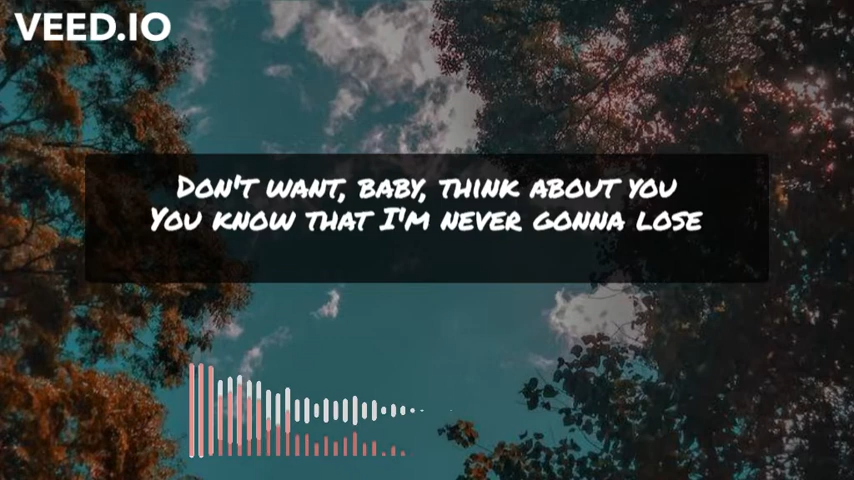 VEED.IO
DON'T WANT, BABY, THINK ABOUT YOU
YOU KNOW THAT I'M NEVER GONNA LOSE